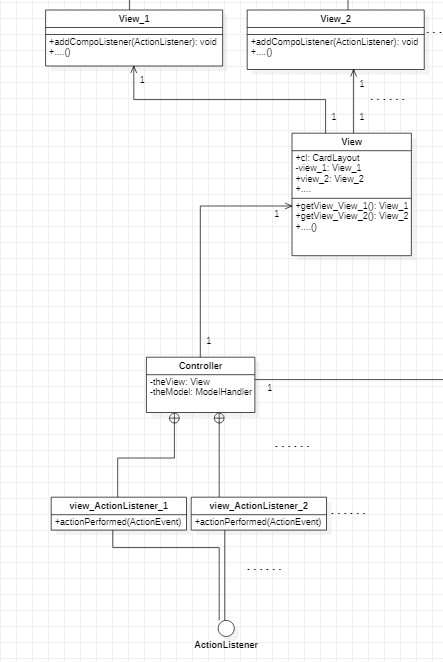 View_1
View_2
+addCompoListener(ActionListener): void
+....()
+addCompoListener(ActionListener): void
+....()
. . . .
1
1
. . . . . .
1
1
View
+cl: CardLayout
-view_1: View_1
+view_2: View_2
+....
+getView_View_1(): View_1
+getView_View_2(): View_2
+....()
1
1
Controller
-theView: View
-theModel: ModelHandler
1
. . . . . .
view_ActionListener_1
+actionPerformed(ActionEvent)
view_ActionListener_2
+actionPerformed(ActionEvent)
. . . . . .
. . . . . .
ActionListener